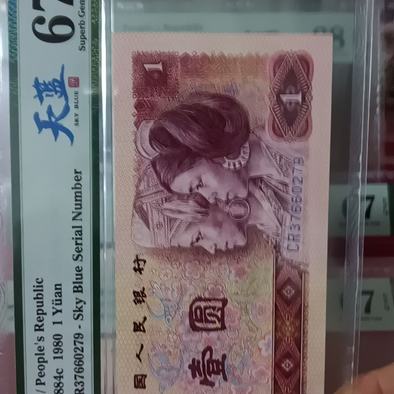 / People's Republic
884c 1980 1 Yüan
R37660279 - Sky Blue Serial Number
天蓝
SKY BLUE
67
Superb Gem
1
1
CR37660279
国人民银行
壹圆